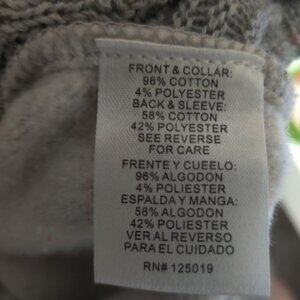 FRONT & COLLAR:
96% COTTON
4% POLYESTER
BACK & SLEEVE:
58% COTTON
42% POLYESTER
SEE REVERSE
FOR CARE
FRENTE Y CUEELO:
96% ALGODON
4% POLIESTER
ESPALDA Y MANGA:
58% ALGODON
42% POLIESTER
VER AL REVERSO
PARA EL CUIDADO
RN# 125019